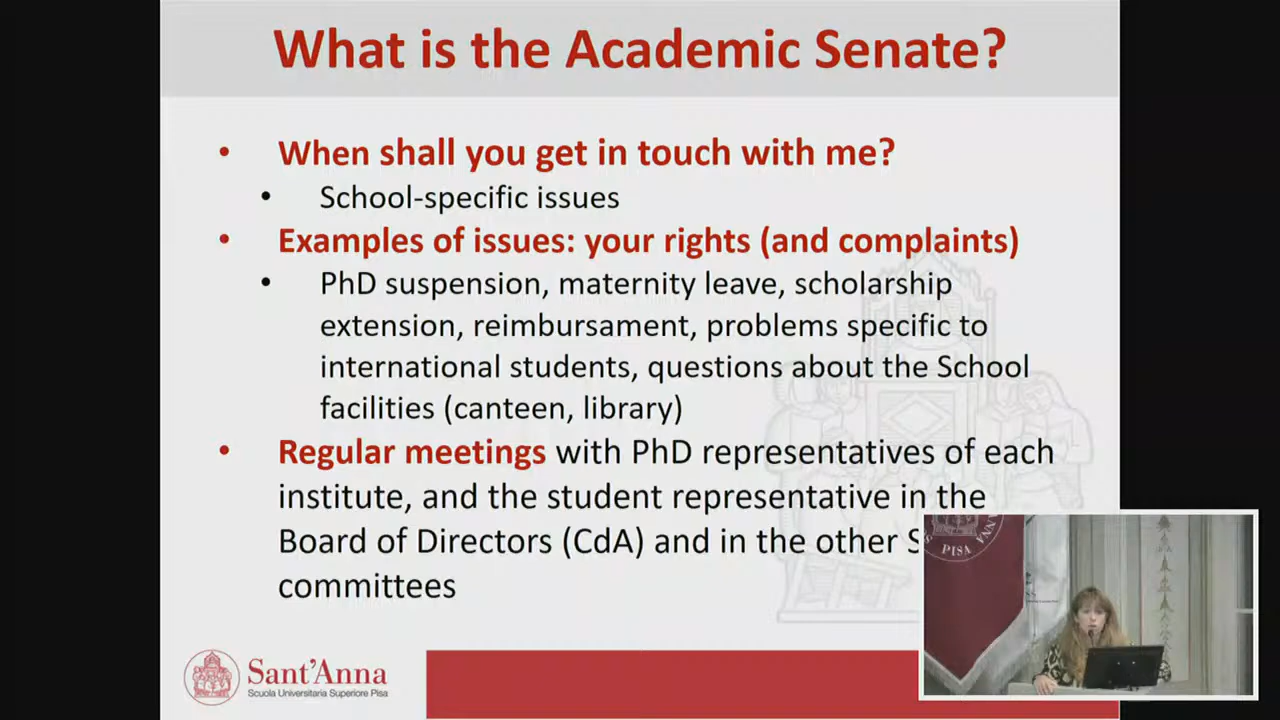 What is the Academic Senate?
• When shall you get in touch with me?
• School-specific issues
• Examples of issues: your rights (and complaints)
• PhD suspension, maternity leave, scholarship
extension, reimbursament, problems specific to
international students, questions about the School
facilities (canteen, library)
• Regular meetings with PhD representatives of each
institute, and the student representative in the
Board of Directors (CdA) and in the other S
committees
Sant'Anna
Scuola Universitaria Superiore Pisa
PISA